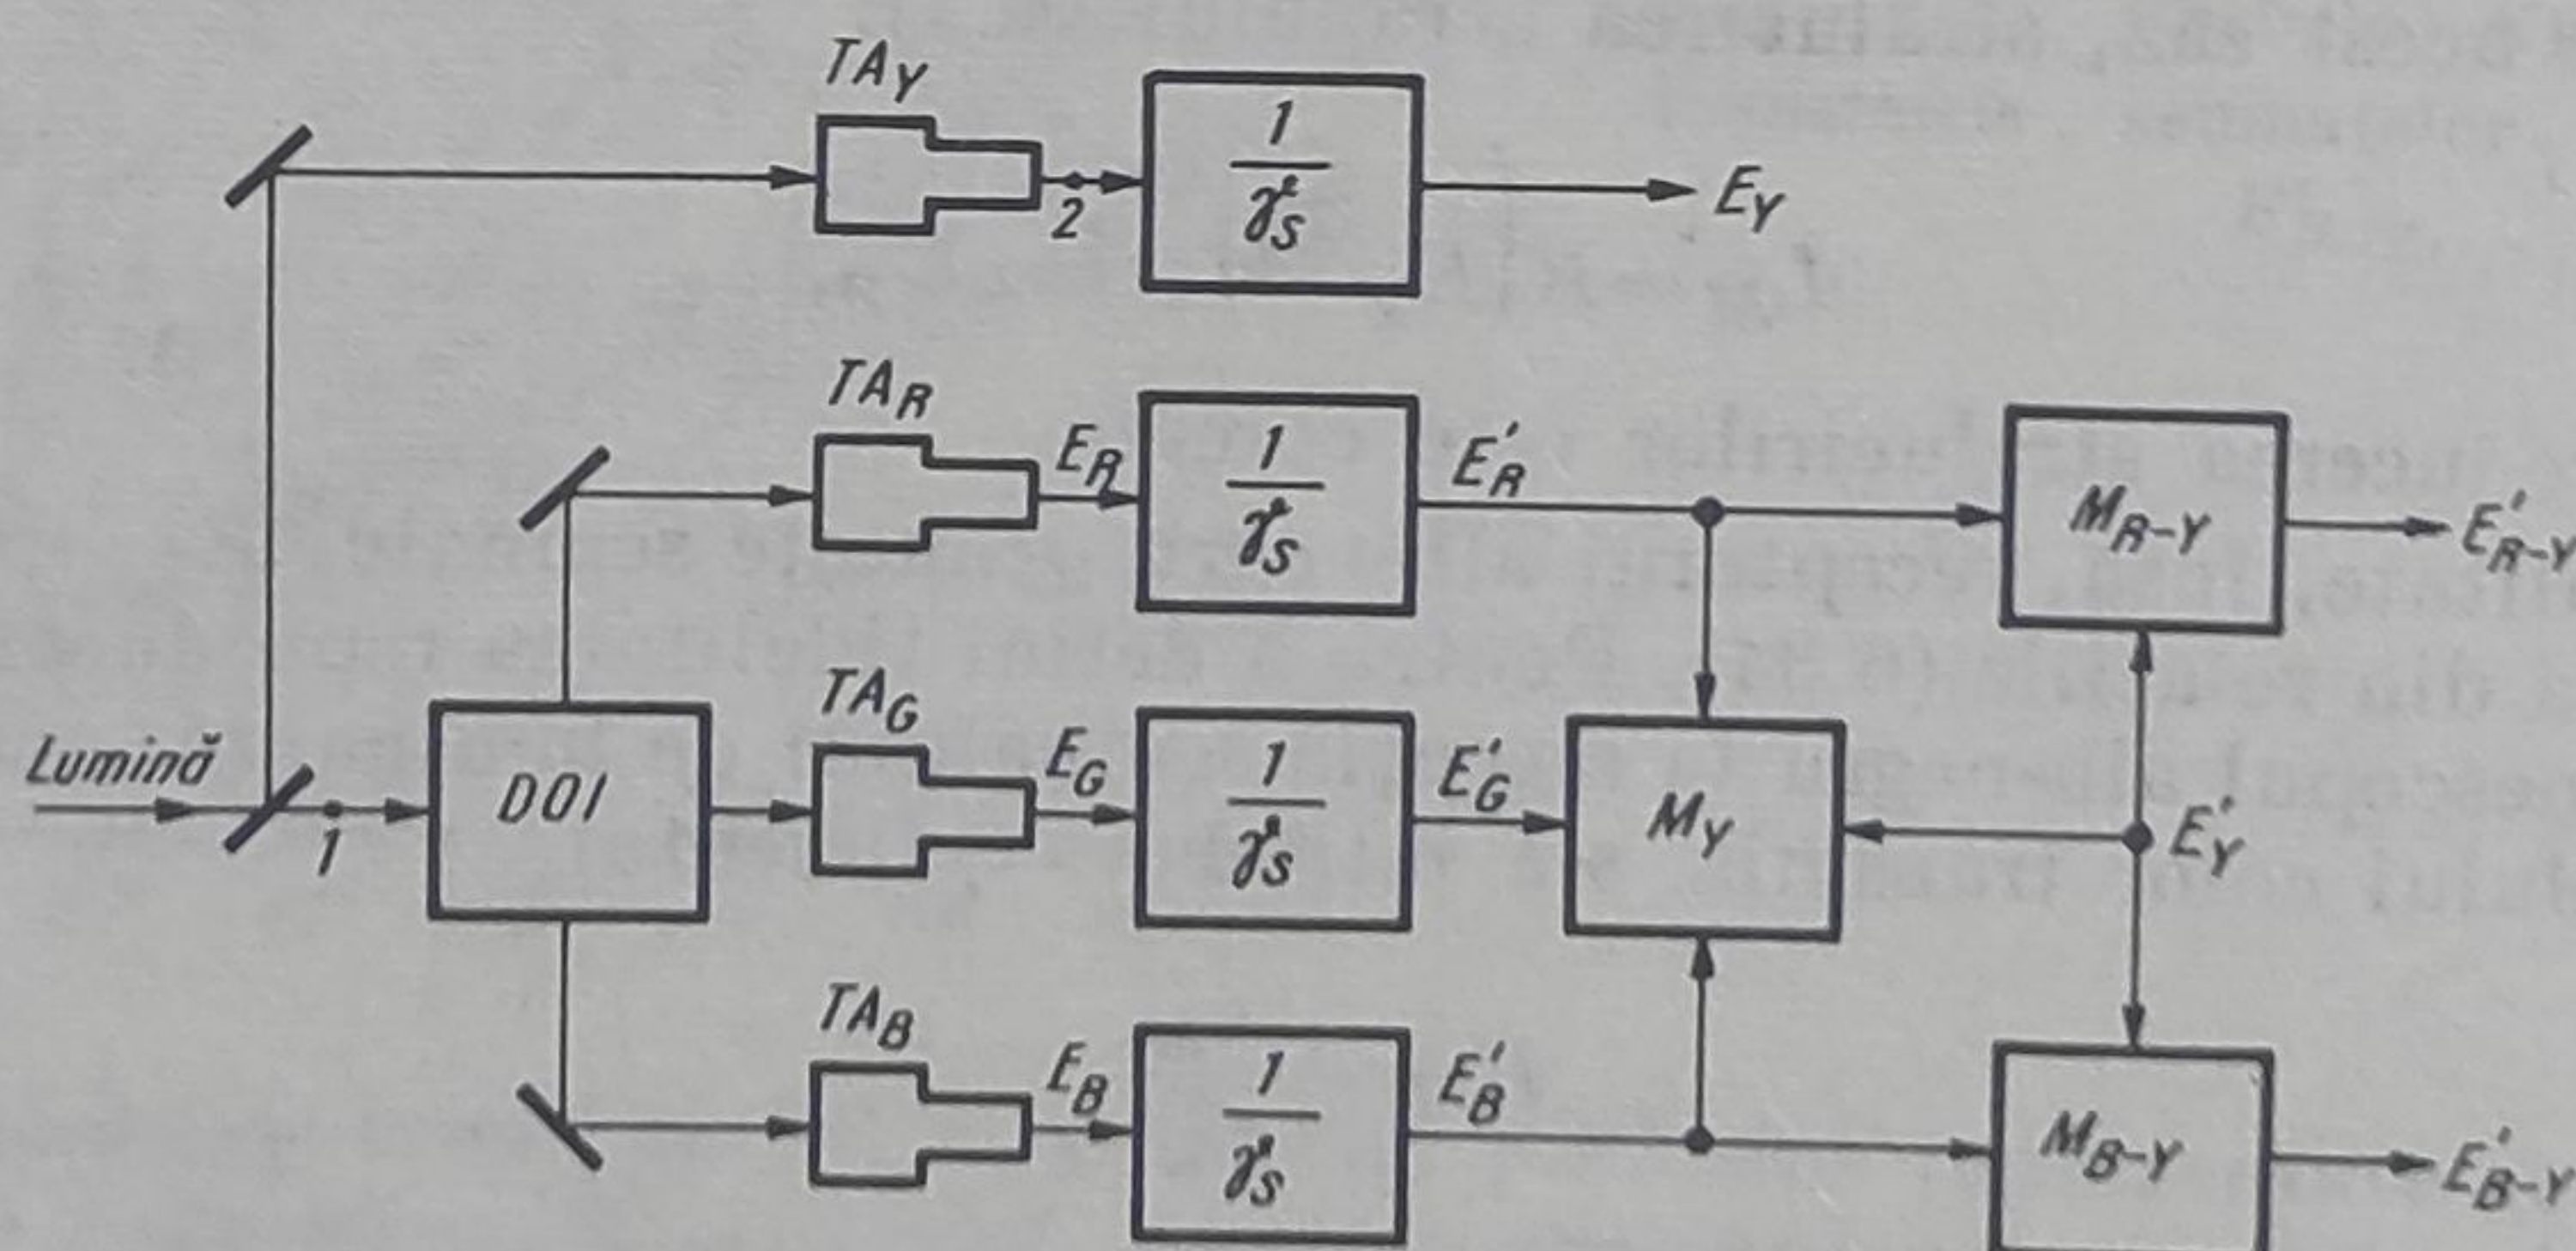 TA_Y
1/γ_S
2
E_Y
TA_R
E_R
1/γ_S
E'_R
M_R-Y
E'_R-Y
Lumină
1
DOI
TA_G
E_G
1/γ_S
E'_G
M_Y
E'_Y
TA_B
E_B
1/γ_S
E'_B
M_B-Y
E'_B-Y